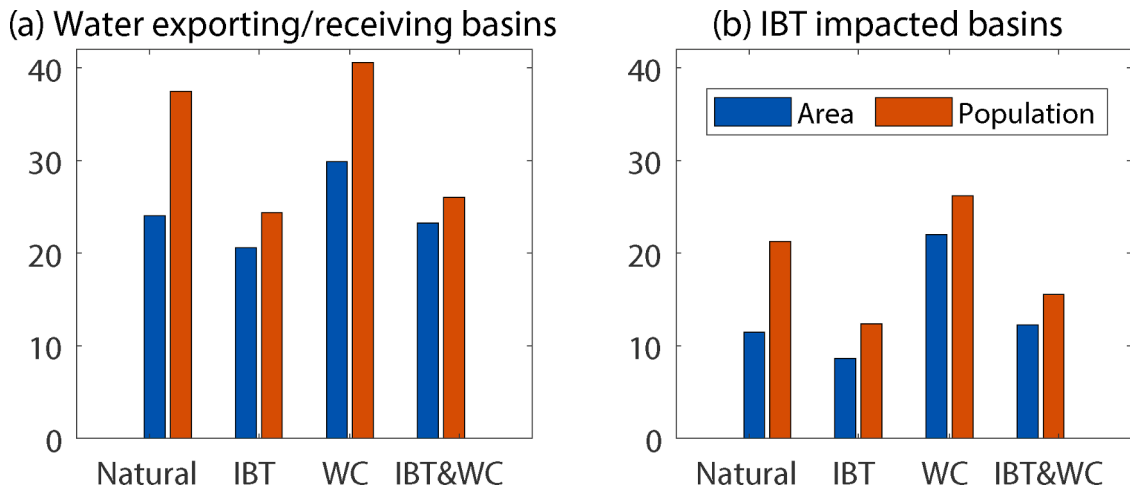 (a) Water exporting/receiving basins
40
30
20
10
0
Natural IBT WC IBT&WC
(b) IBT impacted basins
Area Population
40
30
20
10
0
Natural IBT WC IBT&WC